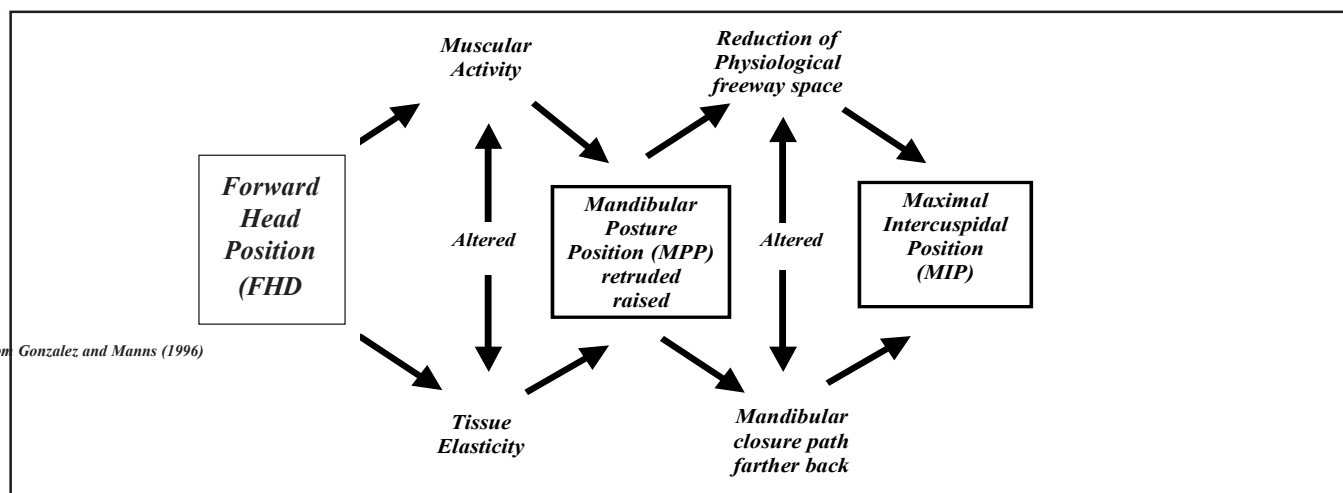 Muscular
Activity
Reduction of
Physiological
freeway space
Forward
Head
Position
(FHD
Altered
Mandibular
Posture
Position (MPP)
retruded
raised
Altered
Maximal
Intercuspidal
Position
(MIP)
om Gonzalez and Manns (1996)
Tissue
Elasticity
Mandibular
closure path
farther back